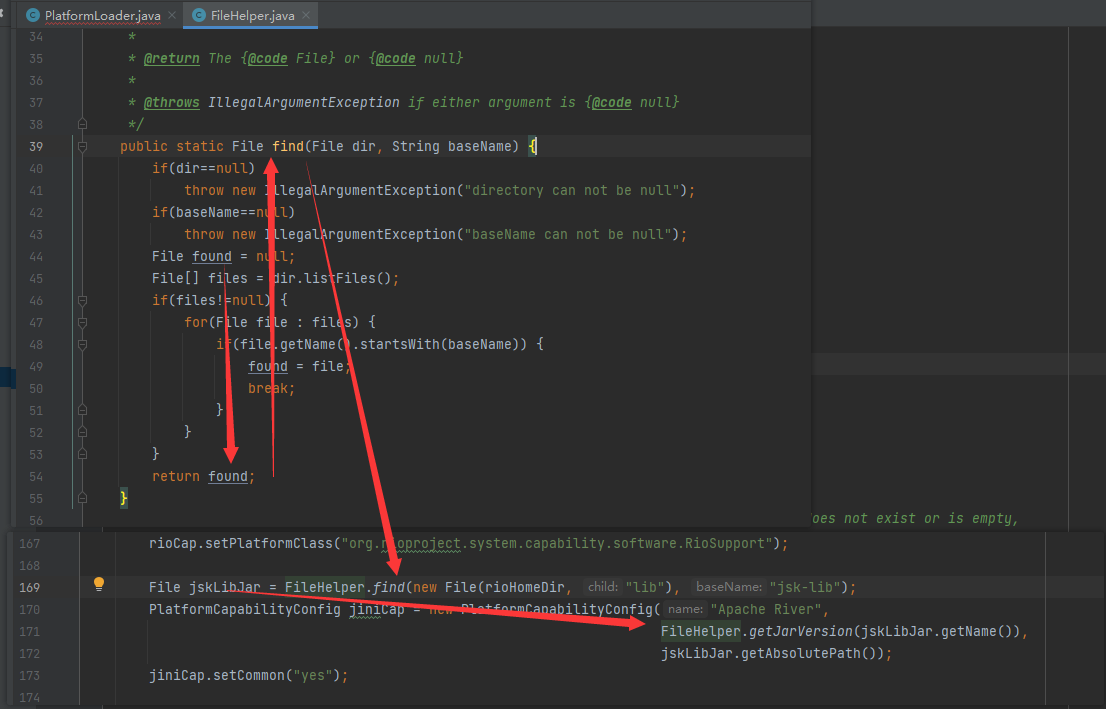 PlatformLoader.java FileHelper.java
34 *
35 * @return The {@code File} or {@code null}
36 *
37 * @throws IllegalArgumentException if either argument is {@code null}
38 */
39 public static File find(File dir, String baseName) {
40 if(dir==null)
41 throw new IllegalArgumentException("directory can not be null");
42 if(baseName==null)
43 throw new IllegalArgumentException("baseName can not be null");
44 File found = null;
45 File[] files = dir.listFiles();
46 if(files!=null) {
47 for(File file : files) {
48 if(file.getName().startsWith(baseName)) {
49 found = file;
50 break;
51 }
52 }
53 }
54 return found;
55 }
56
oes not exist or is empty,
167 rioCap.setPlatformClass("org.rioproject.system.capability.software.RioSupport");
168
169 File jskLibJar = FileHelper.find(new File(rioHomeDir, child: "lib"), baseName: "jsk-lib");
170 PlatformCapabilityConfig jiniCap = new PlatformCapabilityConfig( name: "Apache River",
171 FileHelper.getJarVersion(jskLibJar.getName()),
172 jskLibJar.getAbsolutePath());
173 jiniCap.setCommon("yes");
174